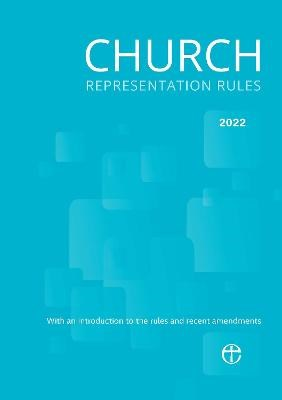 CHURCH
REPRESENTATION RULES
2022
With an introduction to the rules and recent amendments